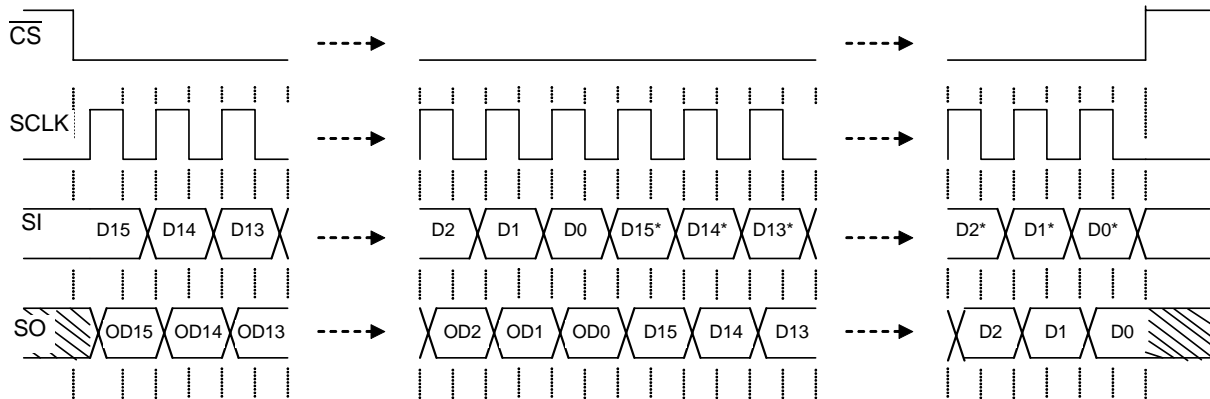 CS
SCLK
SI D15 D14 D13 D2 D1 D0 D15* D14* D13* D2* D1* D0*
SO OD15 OD14 OD13 OD2 OD1 OD0 D15 D14 D13 D2 D1 D0